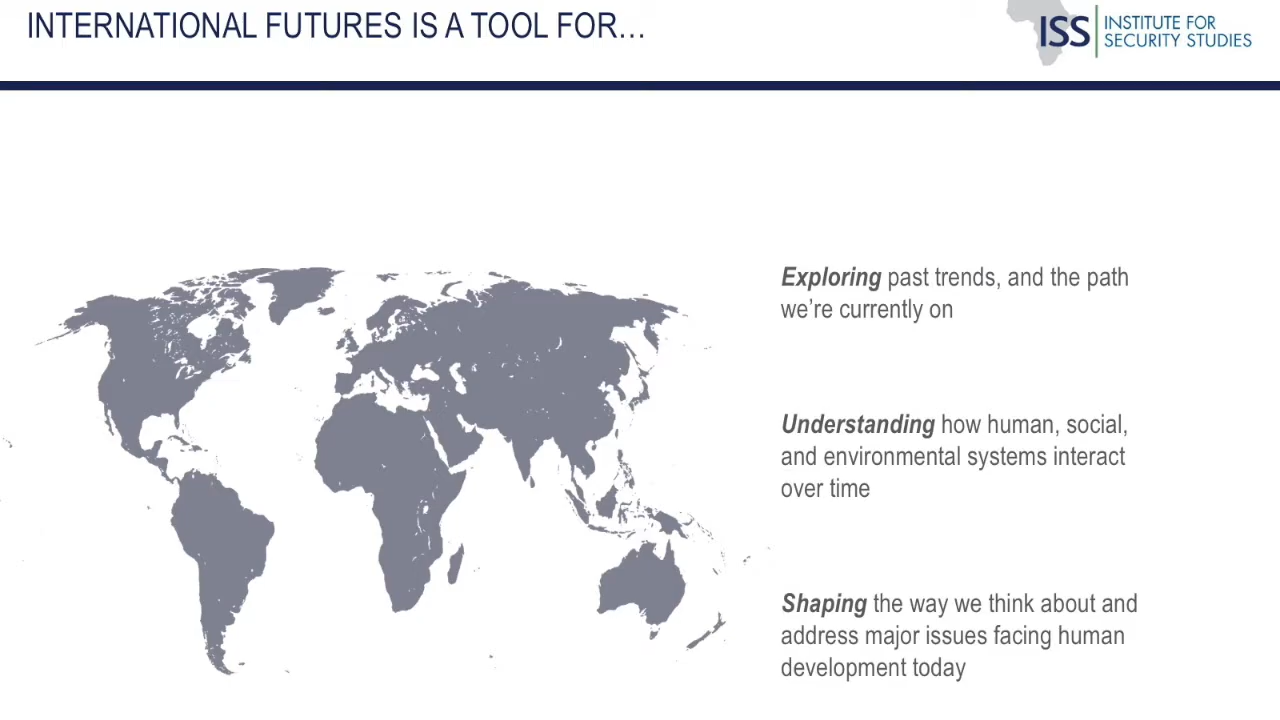 INTERNATIONAL FUTURES IS A TOOL FOR…
ISS INSTITUTE FOR
SECURITY STUDIES
Exploring past trends, and the path
we’re currently on
Understanding how human, social,
and environmental systems interact
over time
Shaping the way we think about and
address major issues facing human
development today